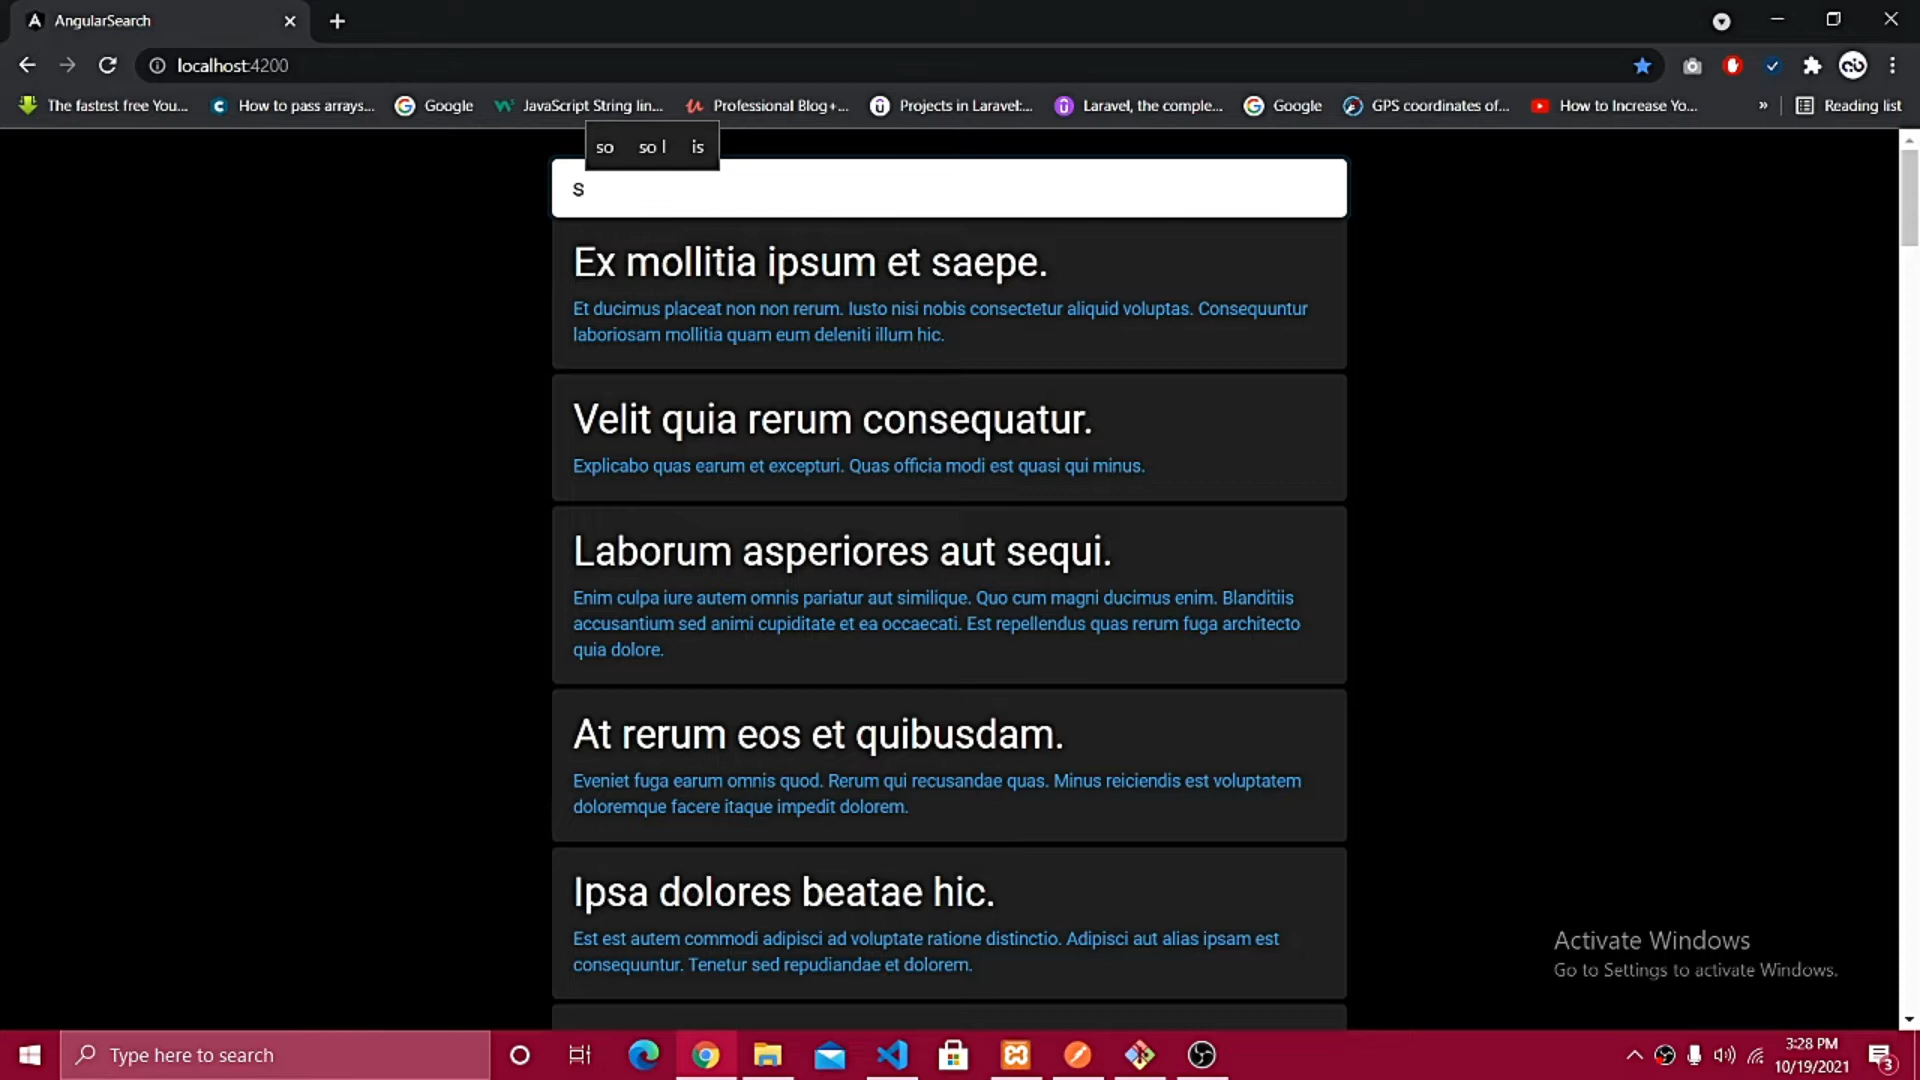 AngularSearch
localhost:4200
The fastest free You... How to pass arrays... Google JavaScript String lin... Professional Blog+... Projects in Laravel:... Laravel, the comple... Google GPS coordinates of... How to Increase Yo... » Reading list
so so I is
s
Ex mollitia ipsum et saepe.
Et ducimus placeat non non rerum. Iusto nisi nobis consectetur aliquid voluptas. Consequuntur
laboriosam mollitia quam eum deleniti illum hic.
Velit quia rerum consequatur.
Explicabo quas earum et excepturi. Quas officia modi est quasi qui minus.
Laborum asperiores aut sequi.
Enim culpa iure autem omnis pariatur aut similique. Quo cum magni ducimus enim. Blanditiis
accusantium sed animi cupiditate et ea occaecati. Est repellendus quas rerum fuga architecto
quia dolore.
At rerum eos et quibusdam.
Eveniet fuga earum omnis quod. Rerum qui recusandae quas. Minus reiciendis est voluptatem
doloremque facere itaque impedit dolorem.
Ipsa dolores beatae hic.
Est est autem commodi adipisci ad voluptate ratione distinctio. Adipisci aut alias ipsam est
consequuntur. Tenetur sed repudiandae et dolorem.
Activate Windows
Go to Settings to activate Windows.
Type here to search
3:28 PM
10/19/2021
3